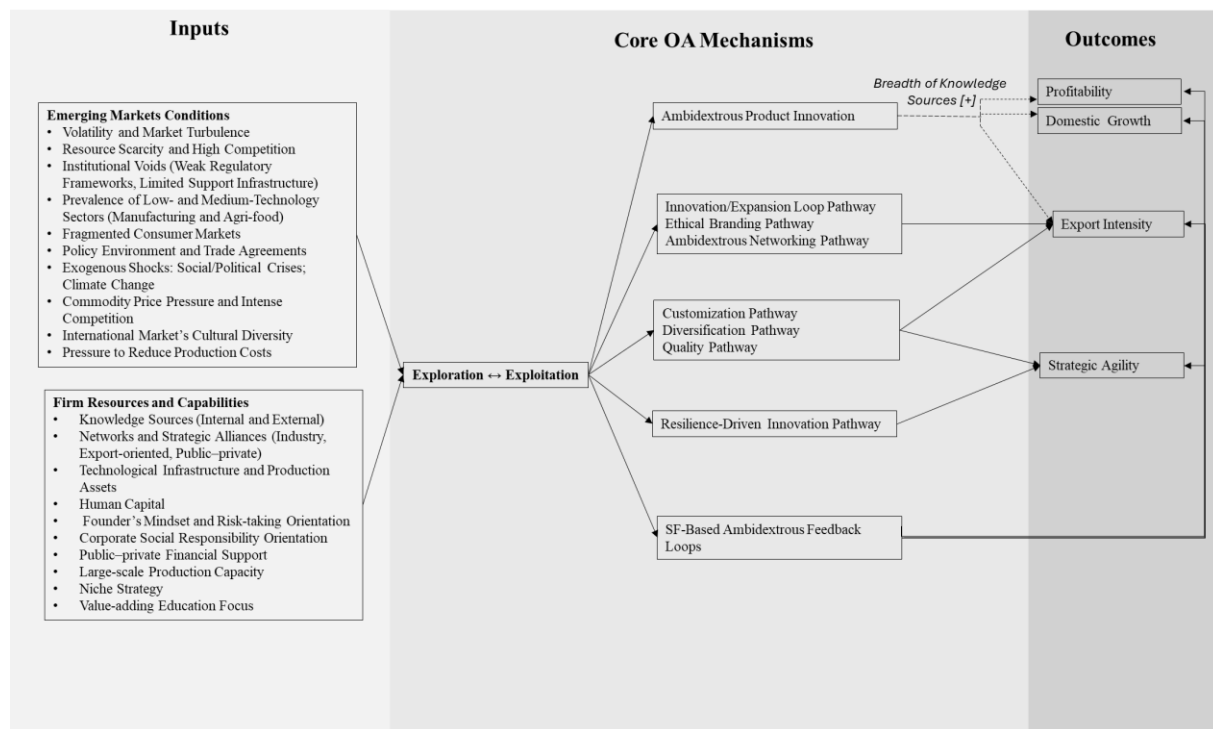 Inputs
Core OA Mechanisms
Outcomes
Emerging Markets Conditions
• Volatility and Market Turbulence
• Resource Scarcity and High Competition
• Institutional Voids (Weak Regulatory
Frameworks, Limited Support Infrastructure)
• Prevalence of Low- and Medium-Technology
Sectors (Manufacturing and Agri-food)
• Fragmented Consumer Markets
• Policy Environment and Trade Agreements
• Exogenous Shocks: Social/Political Crises;
Climate Change
• Commodity Price Pressure and Intense
Competition
• International Market's Cultural Diversity
• Pressure to Reduce Production Costs
Firm Resources and Capabilities
• Knowledge Sources (Internal and External)
• Networks and Strategic Alliances (Industry,
Export-oriented, Public–private)
• Technological Infrastructure and Production
Assets
• Human Capital
• Founder's Mindset and Risk-taking Orientation
• Corporate Social Responsibility Orientation
• Public–private Financial Support
• Large-scale Production Capacity
• Niche Strategy
• Value-adding Education Focus
Exploration ↔ Exploitation
Ambidextrous Product Innovation
Breadth of Knowledge
Sources [+]
Innovation/Expansion Loop Pathway
Ethical Branding Pathway
Ambidextrous Networking Pathway
Customization Pathway
Diversification Pathway
Quality Pathway
Resilience-Driven Innovation Pathway
SF-Based Ambidextrous Feedback
Loops
Profitability
Domestic Growth
Export Intensity
Strategic Agility